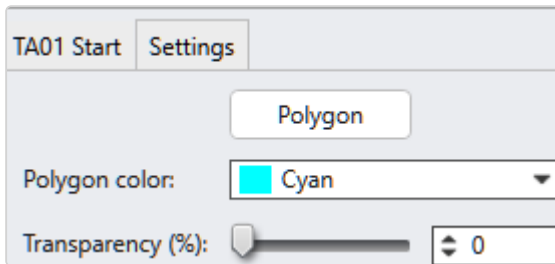 TA01 Start Settings
Polygon
Polygon color: Cyan
Transparency (%): 0